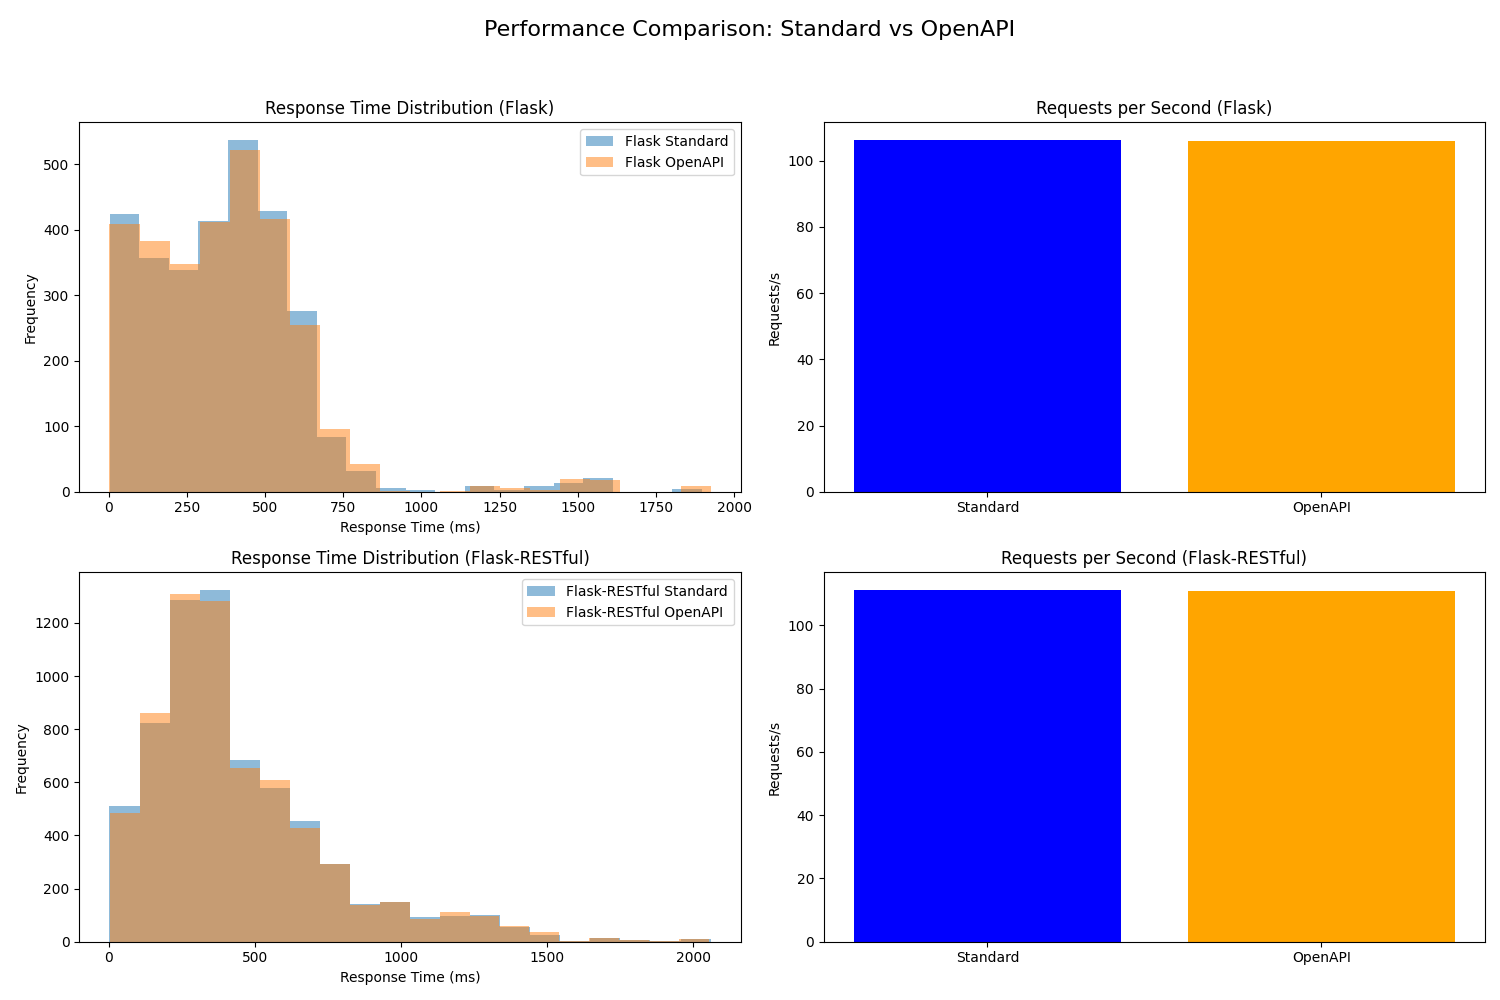 Performance Comparison: Standard vs OpenAPI
Response Time Distribution (Flask)
Flask Standard
Flask OpenAPI
500
400
300
200
100
0
Frequency
0 250 500 750 1000 1250 1500 1750 2000
Response Time (ms)
Requests per Second (Flask)
100
80
60
40
20
0
Requests/s
Standard OpenAPI
Response Time Distribution (Flask-RESTful)
Flask-RESTful Standard
Flask-RESTful OpenAPI
1200
1000
800
600
400
200
0
Frequency
0 500 1000 1500 2000
Response Time (ms)
Requests per Second (Flask-RESTful)
100
80
60
40
20
0
Requests/s
Standard OpenAPI